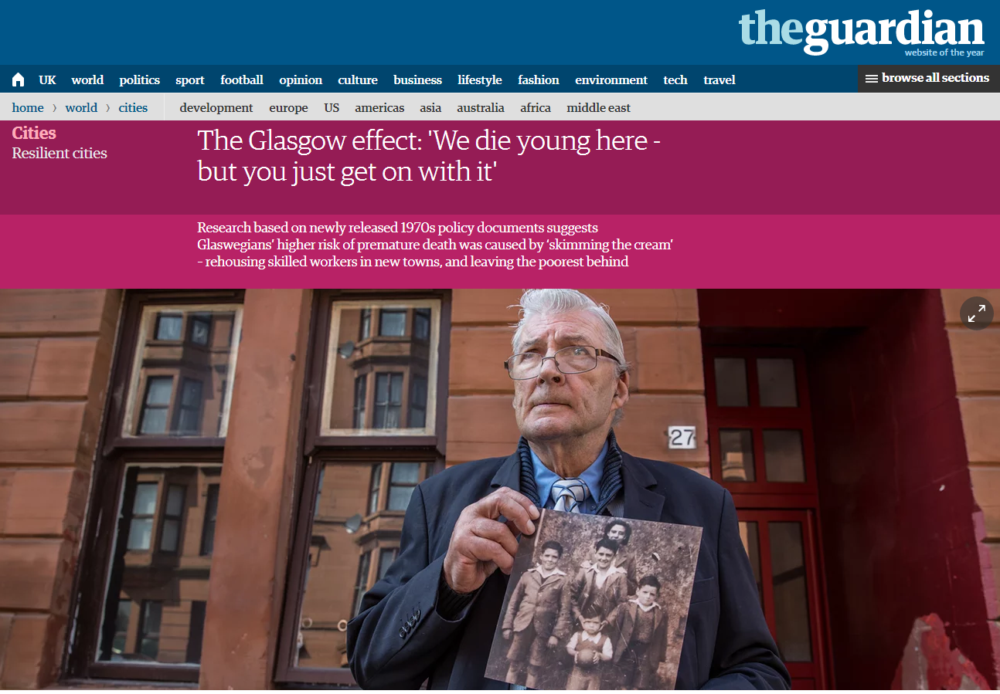 theguardian
website of the year
UK world politics sport football opinion culture business lifestyle fashion environment tech travel browse all sections
home › world › cities development europe US americas asia australia africa middle east
Cities
Resilient cities
The Glasgow effect: 'We die young here -
but you just get on with it'
Research based on newly released 1970s policy documents suggests
Glaswegians’ higher risk of premature death was caused by ‘skimming the cream’
– rehousing skilled workers in new towns, and leaving the poorest behind
27